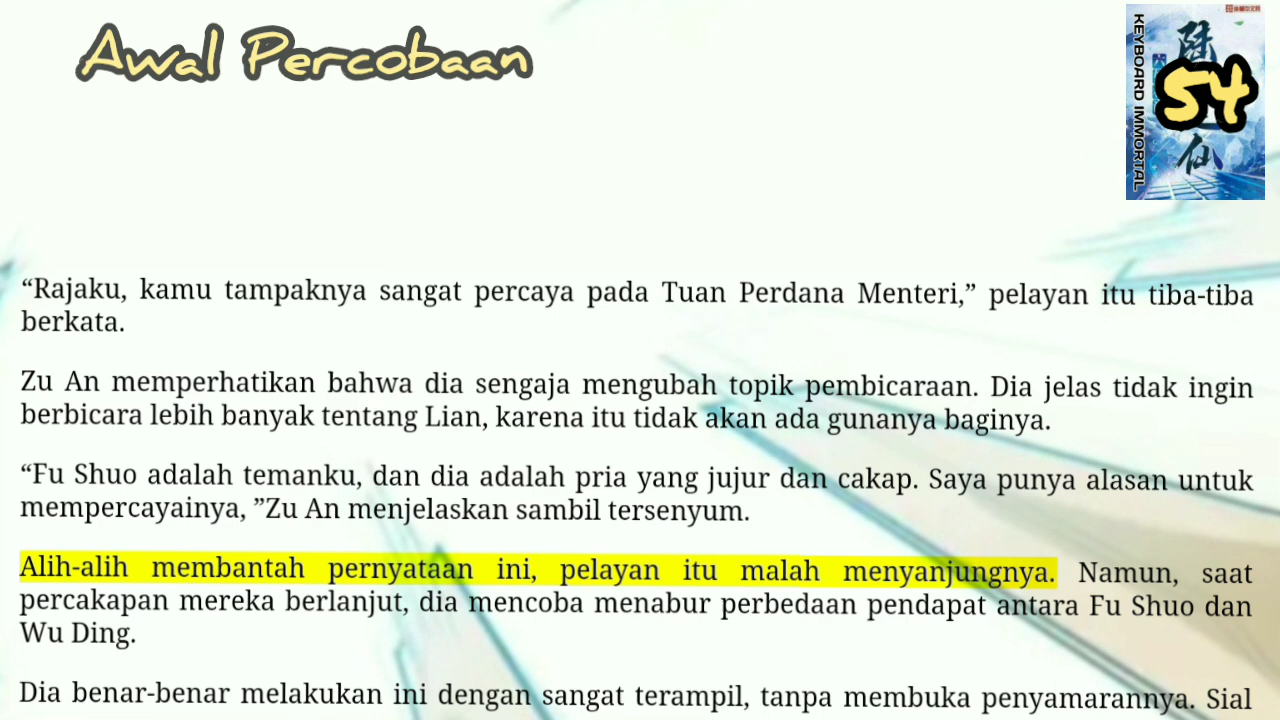 Awal Percobaan
KEYBOARD IMMORTAL
54
“Rajaku, kamu tampaknya sangat percaya pada Tuan Perdana Menteri,” pelayan itu tiba-tiba
berkata.
Zu An memperhatikan bahwa dia sengaja mengubah topik pembicaraan. Dia jelas tidak ingin
berbicara lebih banyak tentang Lian, karena itu tidak akan ada gunanya baginya.
“Fu Shuo adalah temanku, dan dia adalah pria yang jujur dan cakap. Saya punya alasan untuk
mempercayainya, ”Zu An menjelaskan sambil tersenyum.
Alih-alih membantah pernyataan ini, pelayan itu malah menyanjungnya. Namun, saat
percakapan mereka berlanjut, dia mencoba menabur perbedaan pendapat antara Fu Shuo dan
Wu Ding.
Dia benar-benar melakukan ini dengan sangat terampil, tanpa membuka penyamarannya. Sial